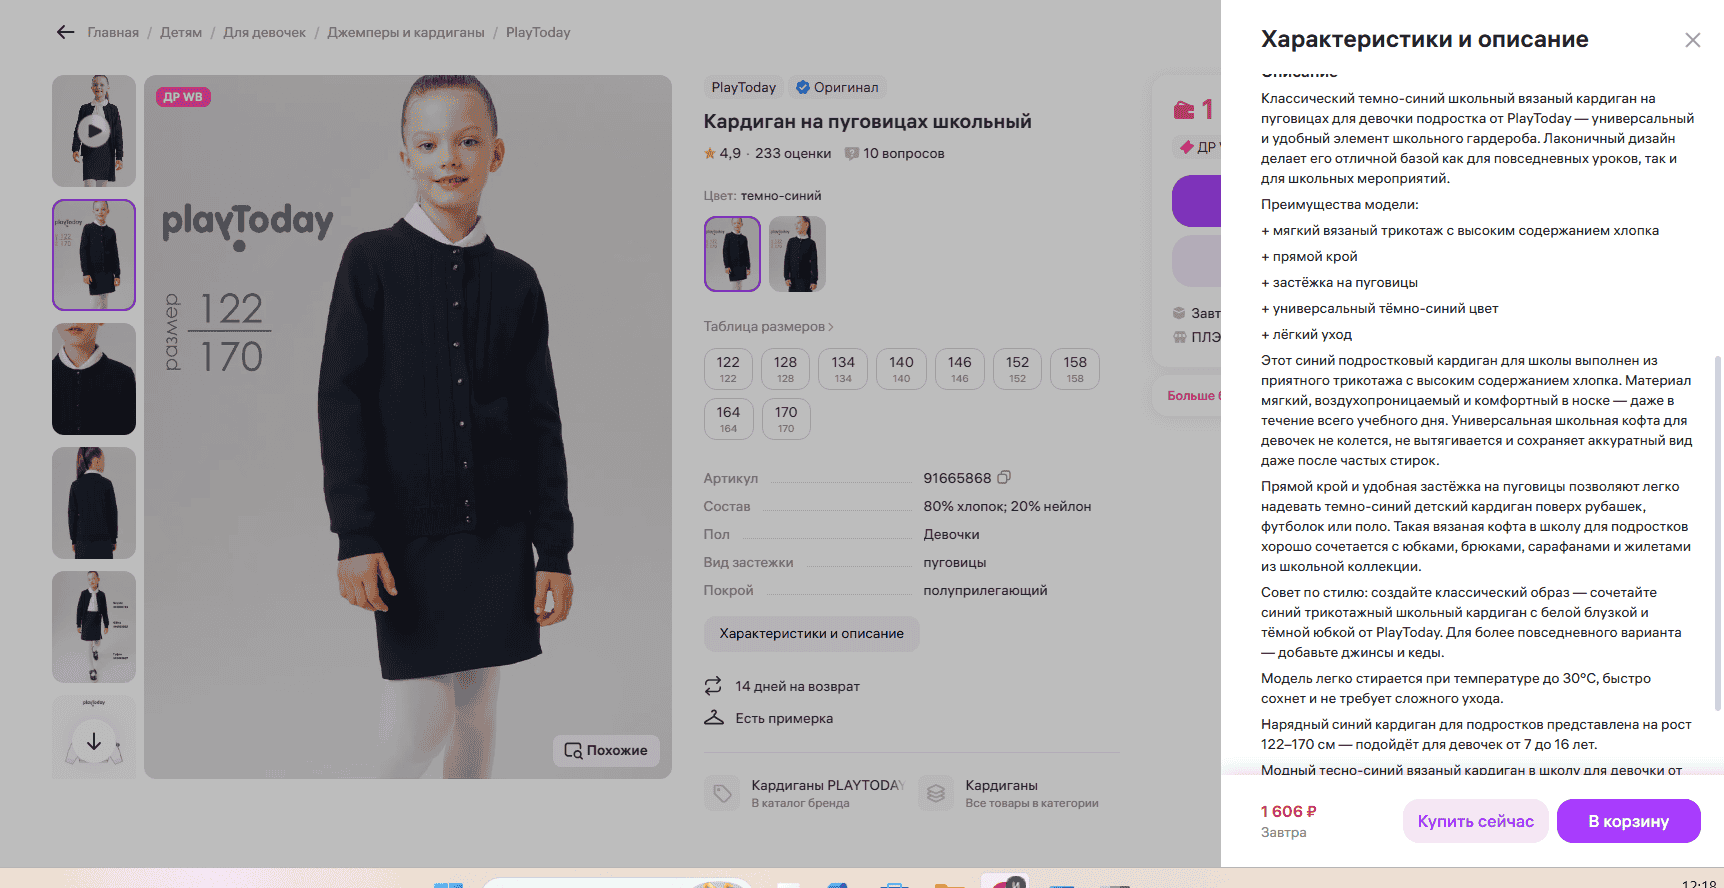 Главная / Детям / Для девочек / Джемперы и кардиганы / PlayToday
ДР WB
playToday
размер
122
170
Похожие
PlayToday
Оригинал
Кардиган на пуговицах школьный
4,9 · 233 оценки
10 вопросов
Цвет: темно-синий
Таблица размеров
122 128 134 140 146 152 158
122 128 134 140 146 152 158
164 170
164 170
Артикул 91665868
Состав 80% хлопок; 20% нейлон
Пол Девочки
Вид застежки пуговицы
Покрой полуприлегающий
Характеристики и описание
14 дней на возврат
Есть примерка
Кардиганы PLAYTODAY
В каталог бренда
Кардиганы
Все товары в категории
1
ДР
Завт
ПЛЭ
Больше
Характеристики и описание
Описание
Классический темно-синий школьный вязаный кардиган на
пуговицах для девочки подростка от PlayToday — универсальный
и удобный элемент школьного гардероба. Лаконичный дизайн
делает его отличной базой как для повседневных уроков, так и
для школьных мероприятий.
Преимущества модели:
+ мягкий вязаный трикотаж с высоким содержанием хлопка
+ прямой крой
+ застёжка на пуговицы
+ универсальный тёмно-синий цвет
+ лёгкий уход
Этот синий подростковый кардиган для школы выполнен из
приятного трикотажа с высоким содержанием хлопка. Материал
мягкий, воздухопроницаемый и комфортный в носке — даже в
течение всего учебного дня. Универсальная школьная кофта для
девочек не колется, не вытягивается и сохраняет аккуратный вид
даже после частых стирок.
Прямой крой и удобная застёжка на пуговицы позволяют легко
надевать темно-синий детский кардиган поверх рубашек,
футболок или поло. Такая вязаная кофта в школу для подростков
хорошо сочетается с юбками, брюками, сарафанами и жилетами
из школьной коллекции.
Совет по стилю: создайте классический образ — сочетайте
синий трикотажный школьный кардиган с белой блузкой и
тёмной юбкой от PlayToday. Для более повседневного варианта
— добавьте джинсы и кеды.
Модель легко стирается при температуре до 30°C, быстро
сохнет и не требует сложного ухода.
Нарядный синий кардиган для подростков представлена на рост
122–170 см — подойдёт для девочек от 7 до 16 лет.
Модный тесно-синий вязаный кардиган в школу для девочки от
1 606 ₽
Завтра
Купить сейчас
В корзину
12:18